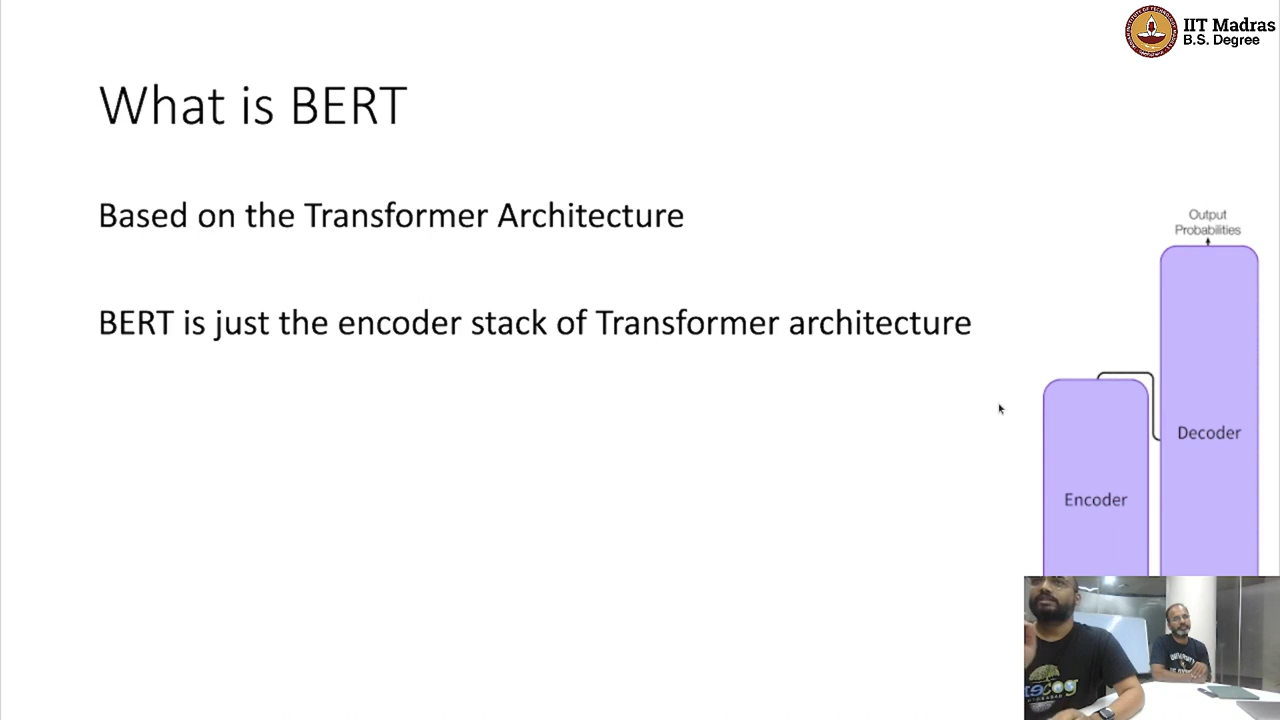 IIT Madras
B.S. Degree
What is BERT
Based on the Transformer Architecture
BERT is just the encoder stack of Transformer architecture
Output
Probabilities
Decoder
Encoder